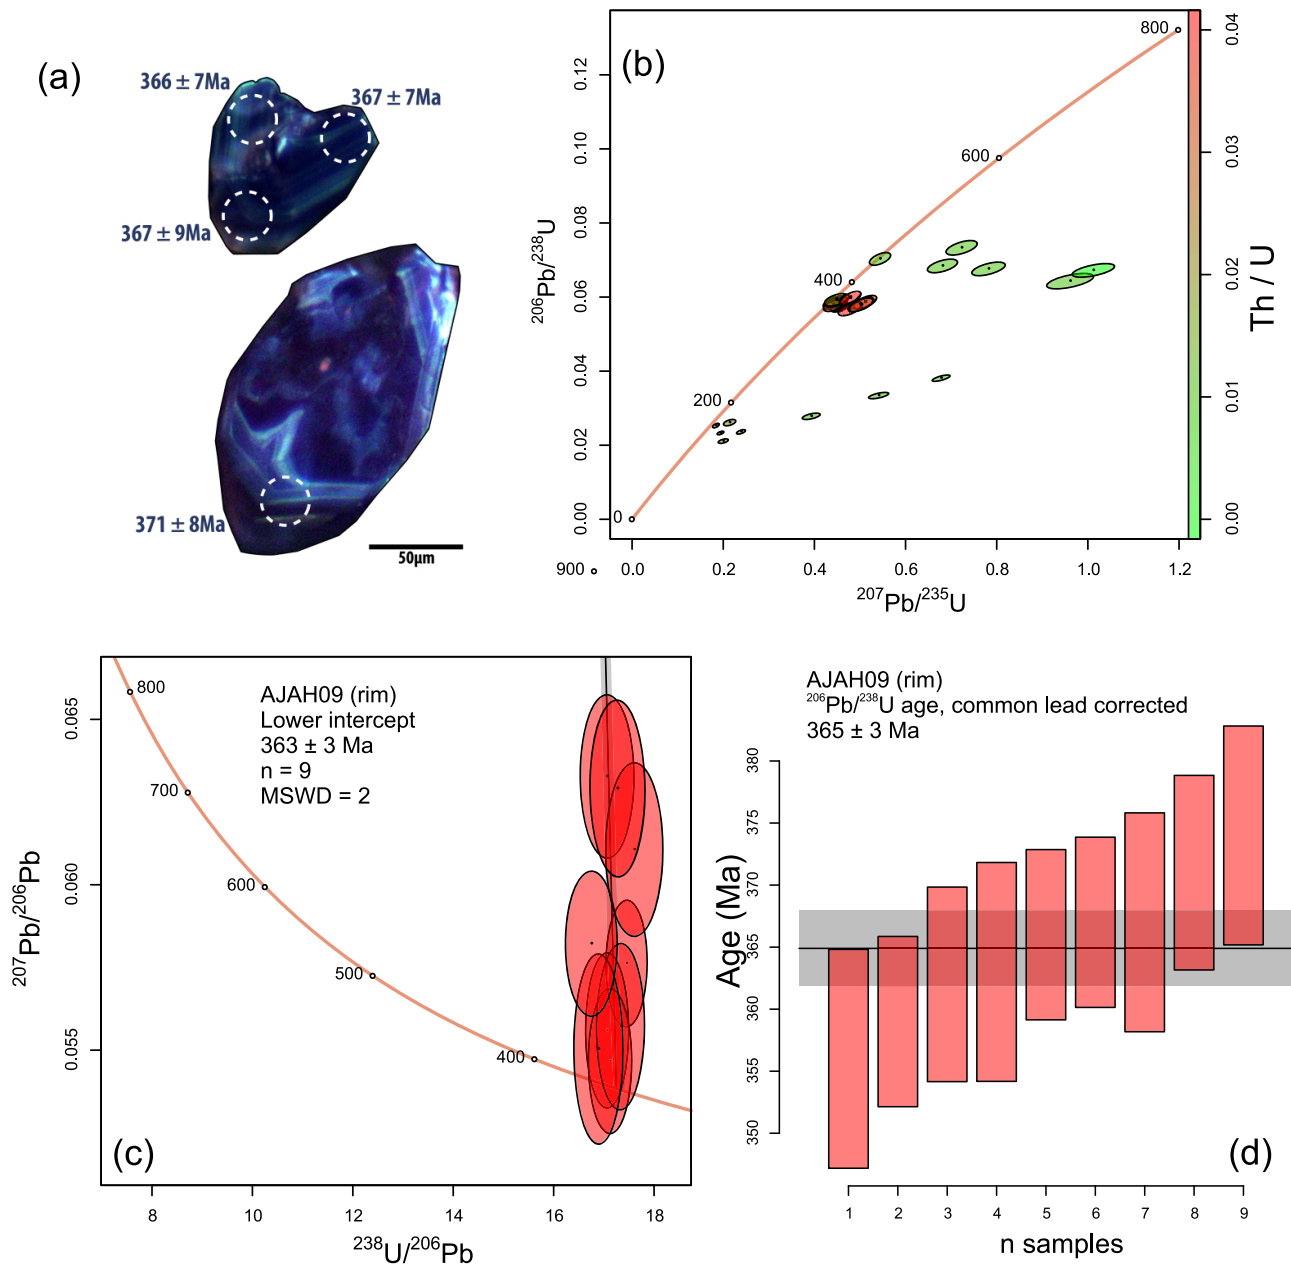 (a)
366 ± 7Ma
367 ± 7Ma
367 ± 9Ma
371 ± 8Ma
50µm
(b)
206Pb/238U
0.00 0.02 0.04 0.06 0.08 0.10 0.12
0
200
400
600
800
900
0.0 0.2 0.4 0.6 0.8 1.0 1.2
207Pb/235U
0.00 0.01 0.02 0.03 0.04
Th / U
(c)
AJAH09 (rim)
Lower intercept
363 ± 3 Ma
n = 9
MSWD = 2
800
700
600
500
400
0.055 0.060 0.065
207Pb/206Pb
8 10 12 14 16 18
238U/206Pb
AJAH09 (rim)
206Pb/238U age, common lead corrected
365 ± 3 Ma
350 355 360 365 370 375 380
Age (Ma)
(d)
1 2 3 4 5 6 7 8 9
n samples